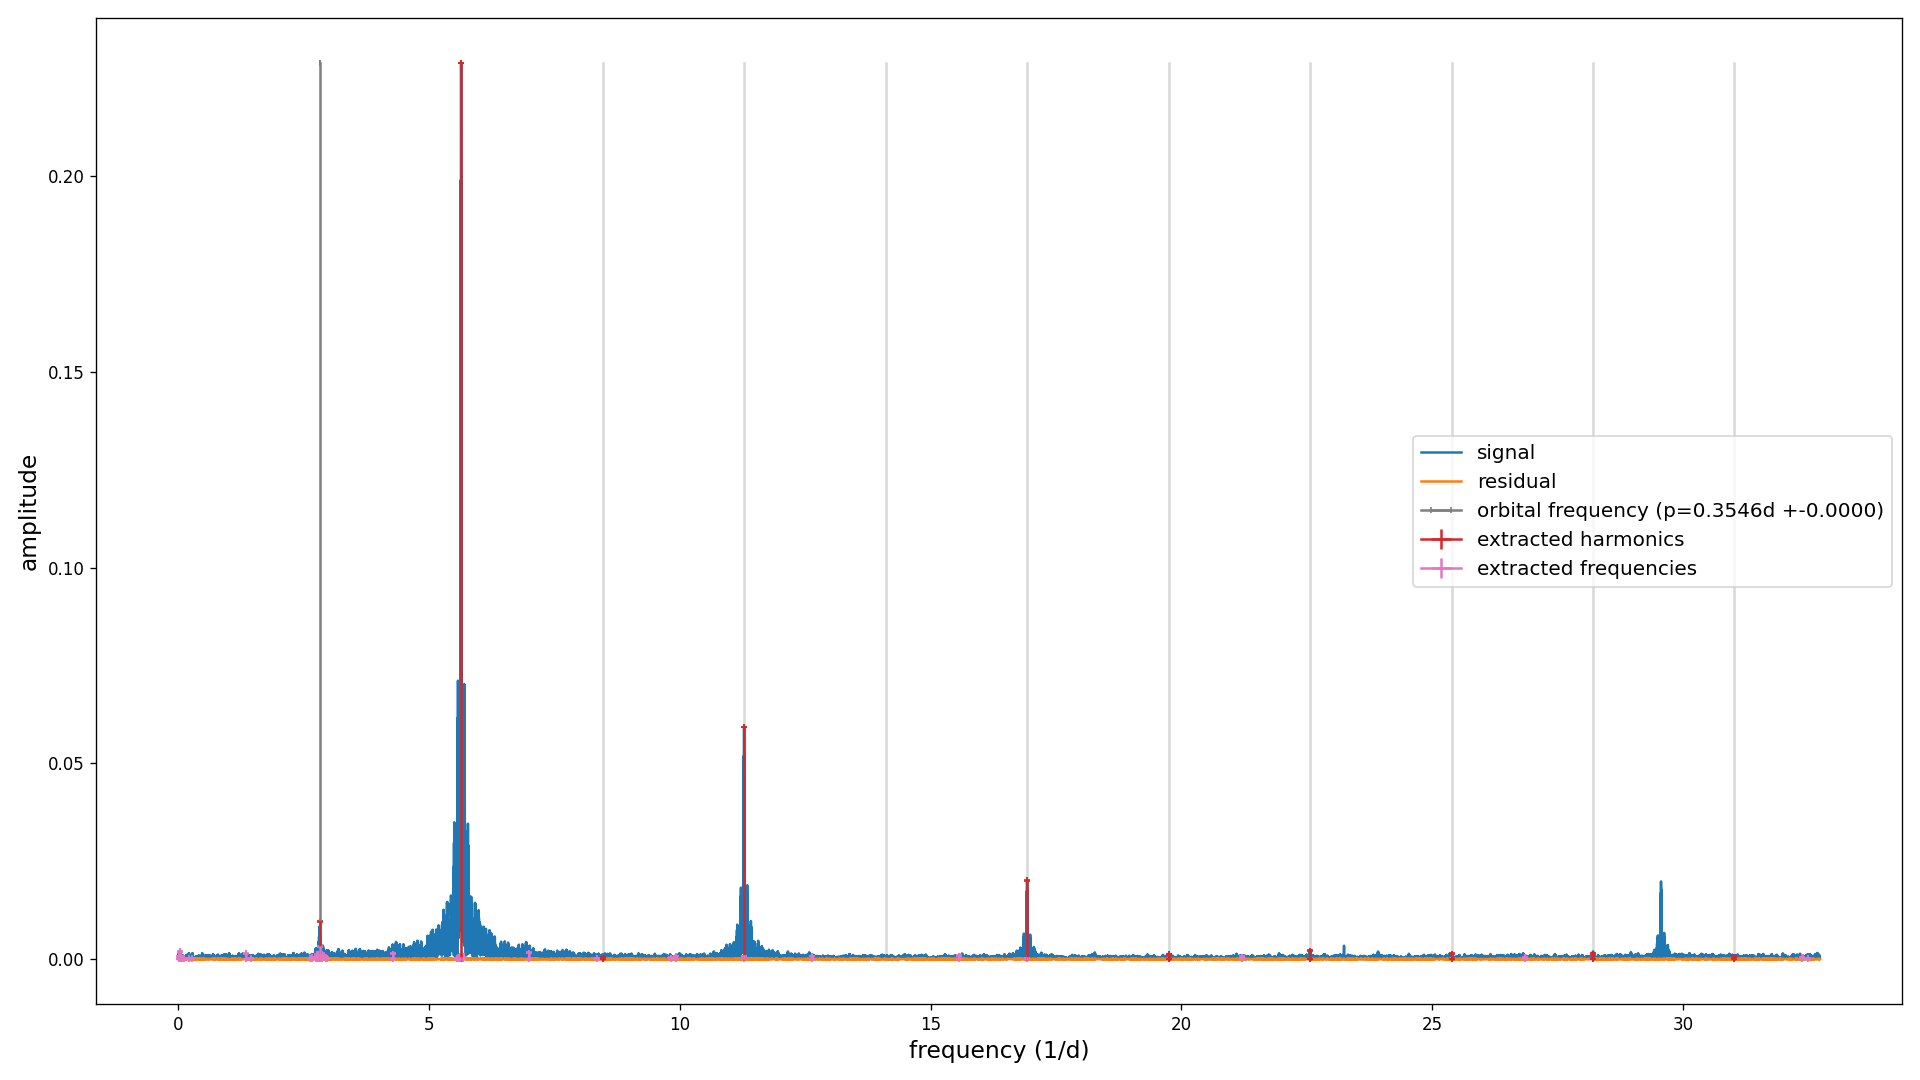 0.20
0.15
0.10
0.05
0.00
amplitude
signal
residual
orbital frequency (p=0.3546d +-0.0000)
extracted harmonics
extracted frequencies
0 5 10 15 20 25 30
frequency (1/d)